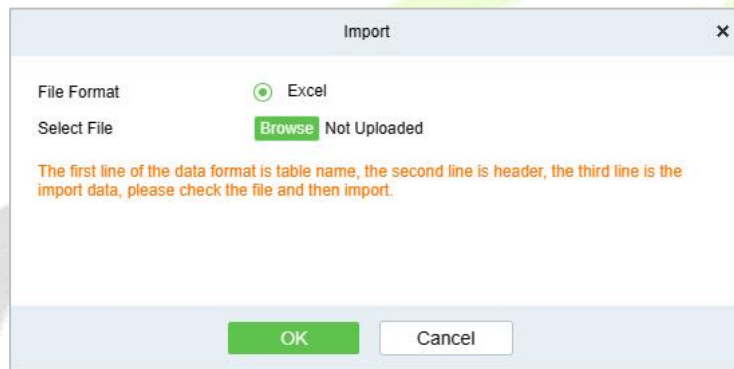 Import
File Format Excel
Select File Browse Not Uploaded
The first line of the data format is table name, the second line is header, the third line is the
import data, please check the file and then import.
OK Cancel